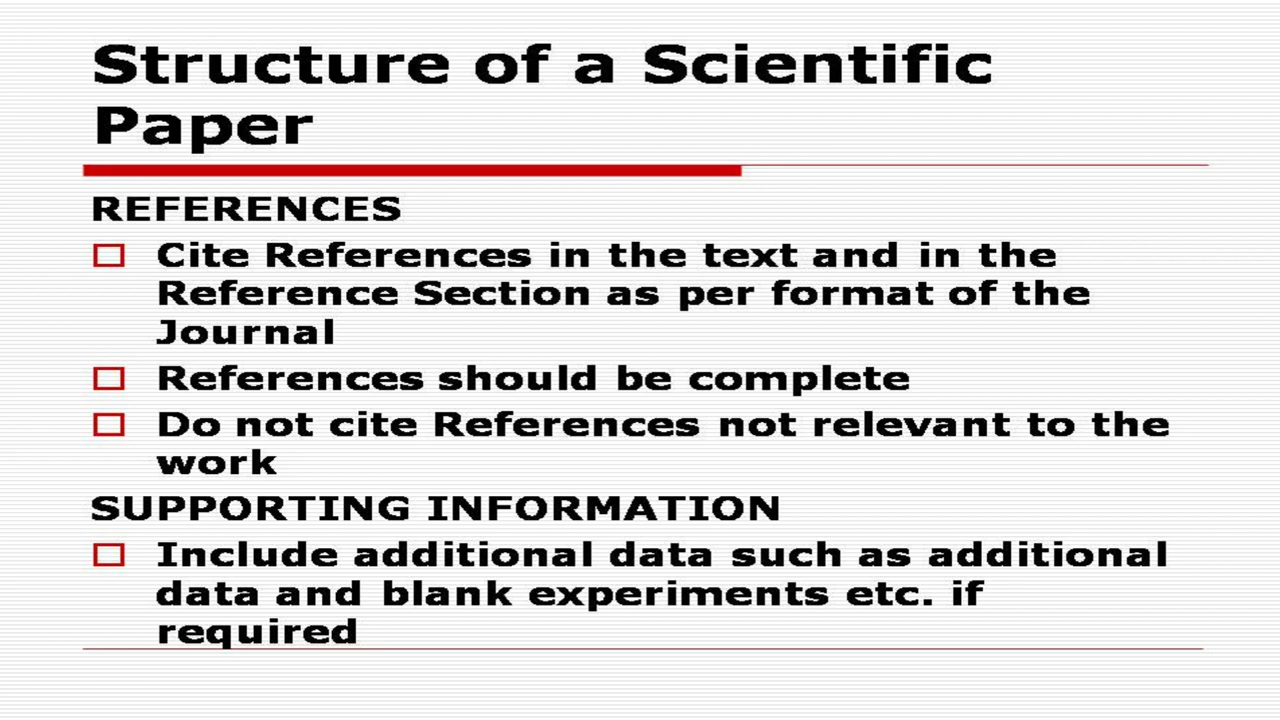 Structure of a Scientific
Paper
REFERENCES
Cite References in the text and in the
Reference Section as per format of the
Journal
References should be complete
Do not cite References not relevant to the
work
SUPPORTING INFORMATION
Include additional data such as additional
data and blank experiments etc. if
required